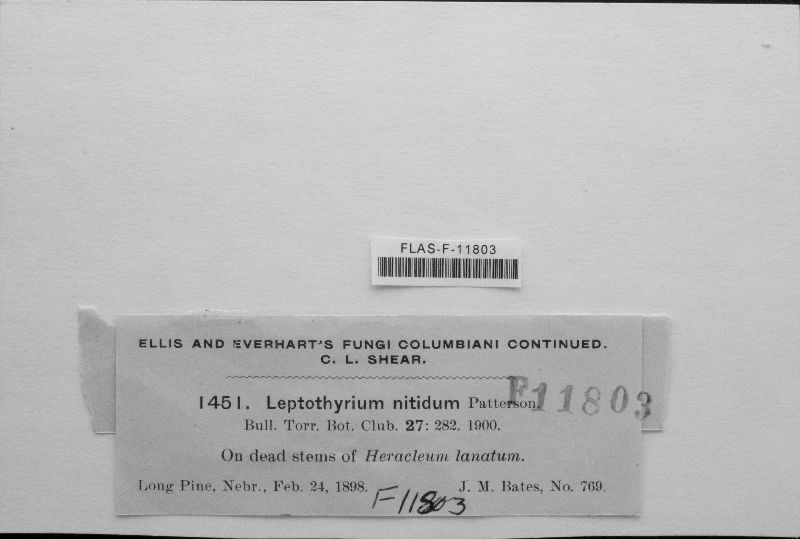 FLAS-F-11803
ELLIS AND EVERHART'S FUNGI COLUMBIANI CONTINUED.
C. L. SHEAR.
1451. Leptothyrium nitidum Patterson.
F11803
Bull. Torr. Bot. Club. 27: 282. 1900.
On dead stems of Heracleum lanatum.
Long Pine, Nebr., Feb. 24, 1898. J. M. Bates, No. 769.
F11803